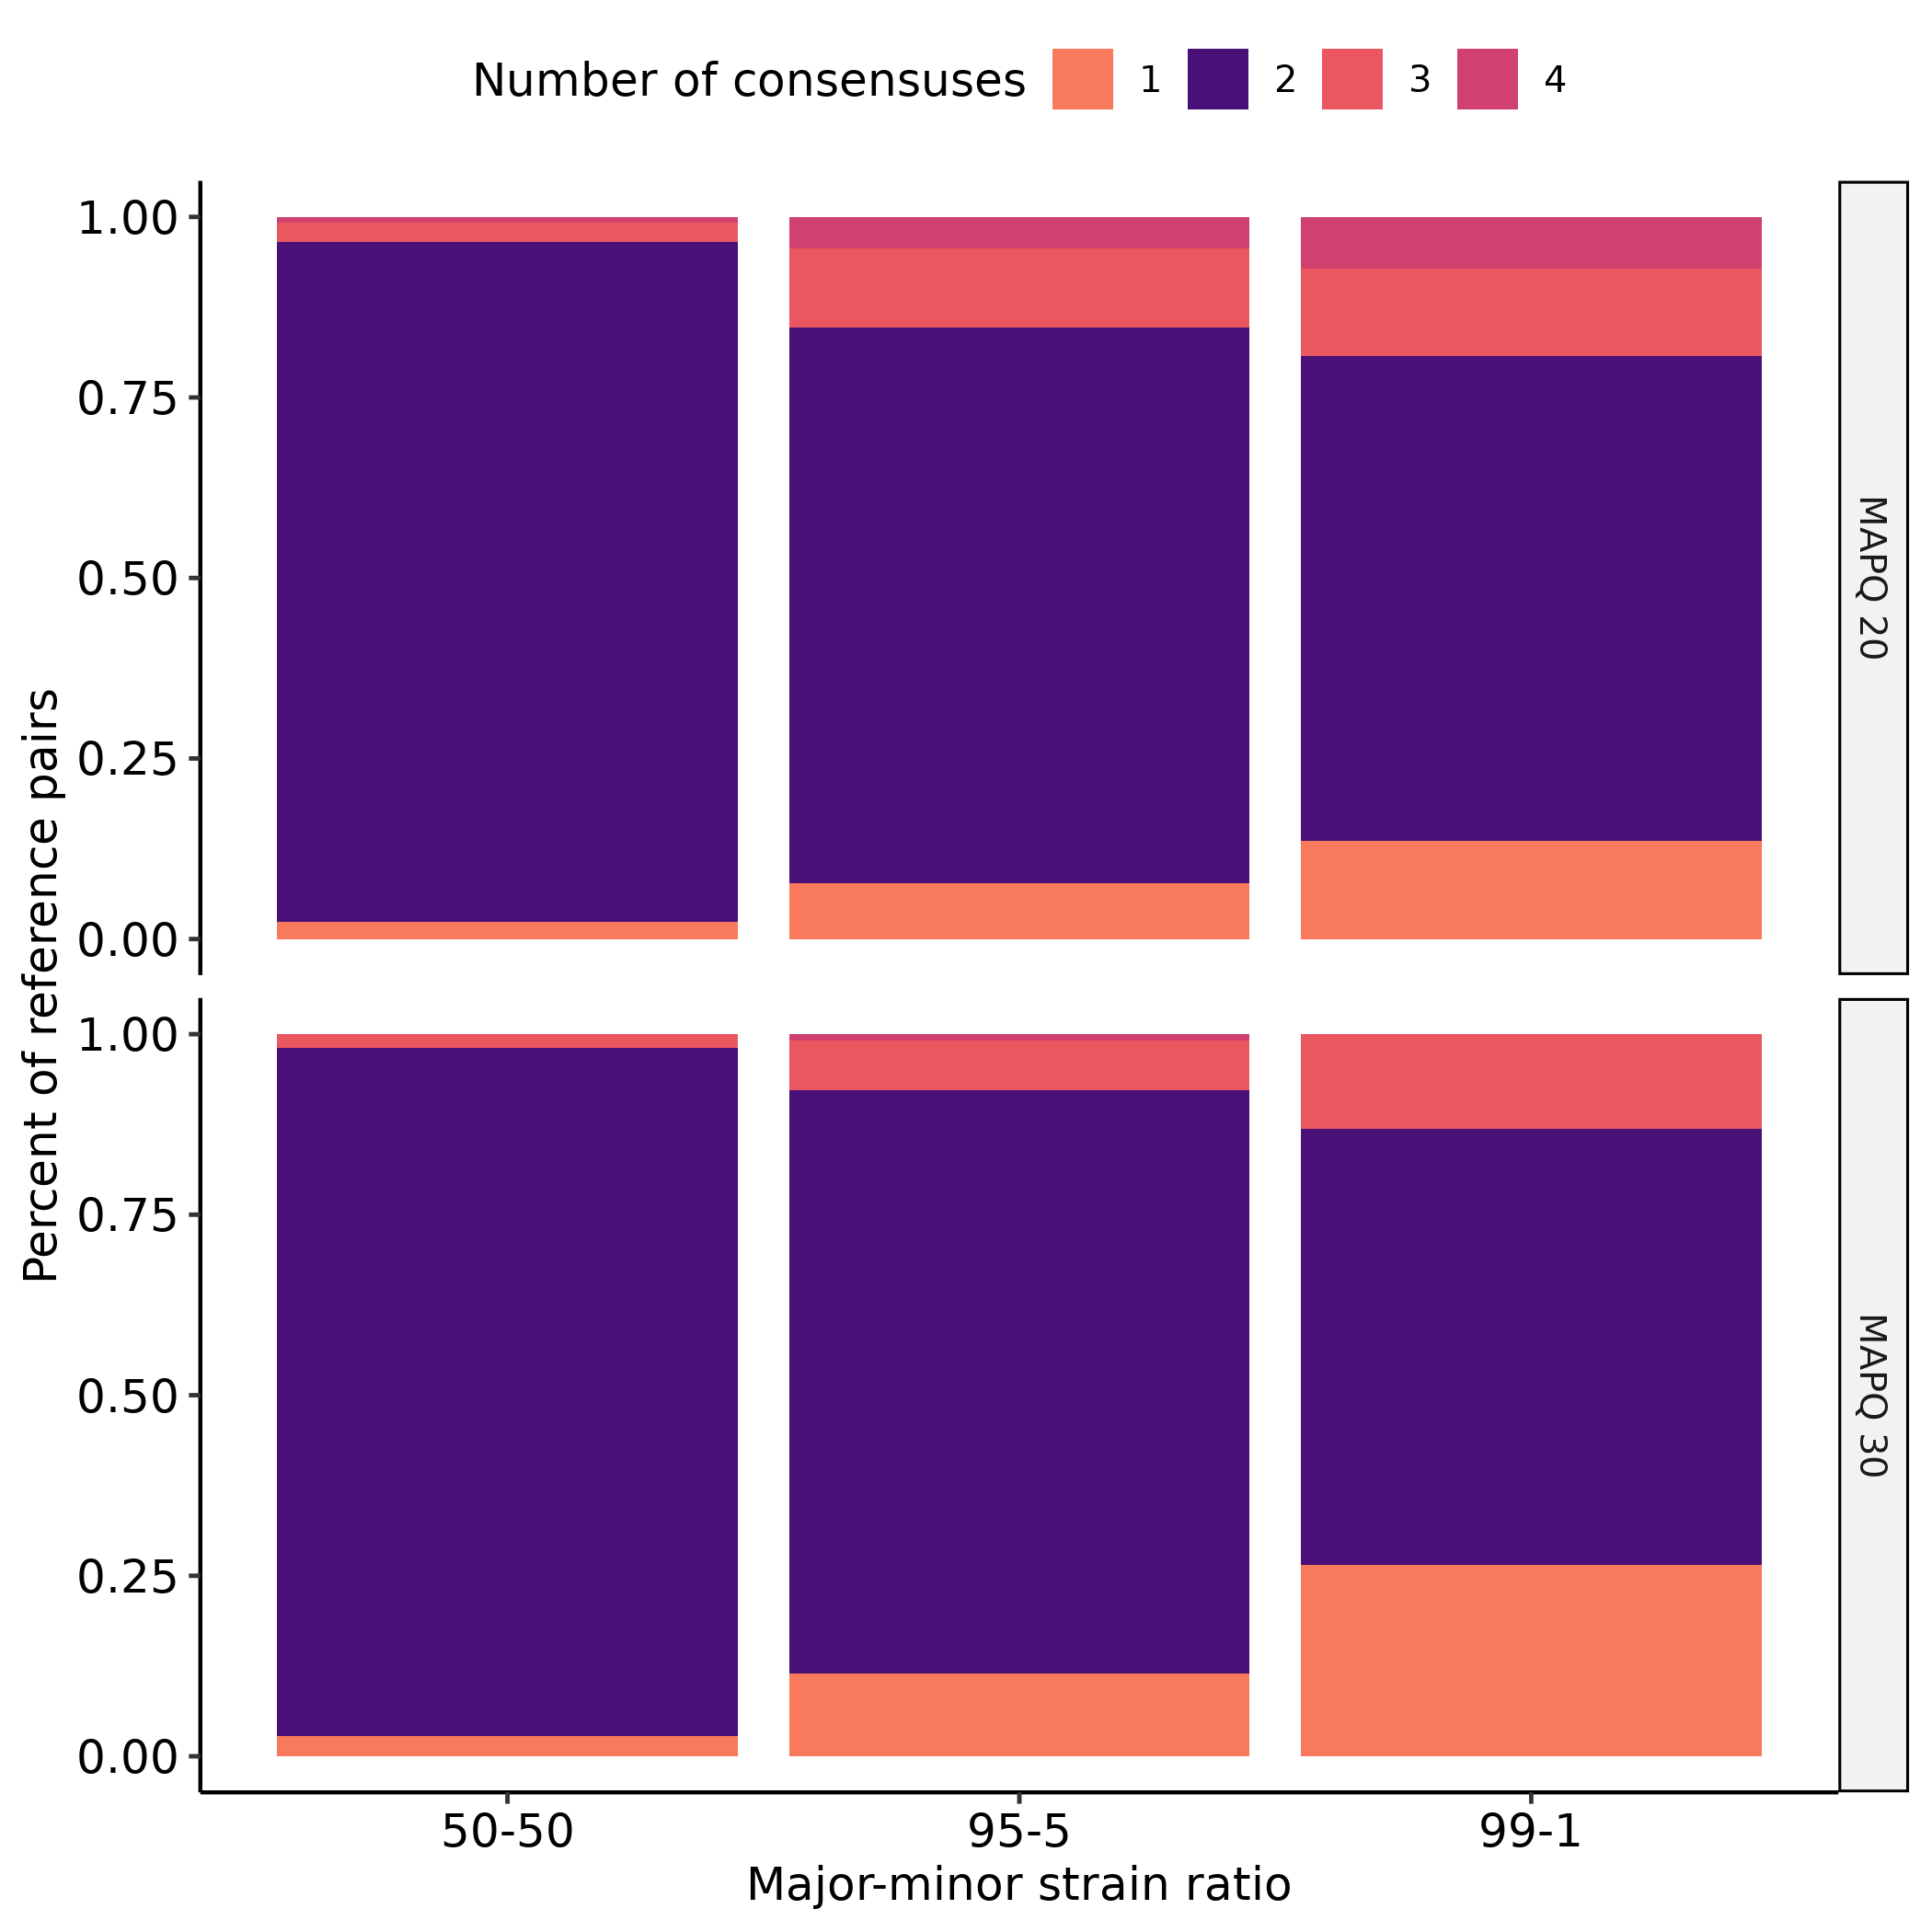 Number of consensuses 1 2 3 4
Percent of reference pairs
1.00
0.75
0.50
0.25
0.00
MAPQ 20
1.00
0.75
0.50
0.25
0.00
MAPQ 30
50-50 95-5 99-1
Major-minor strain ratio